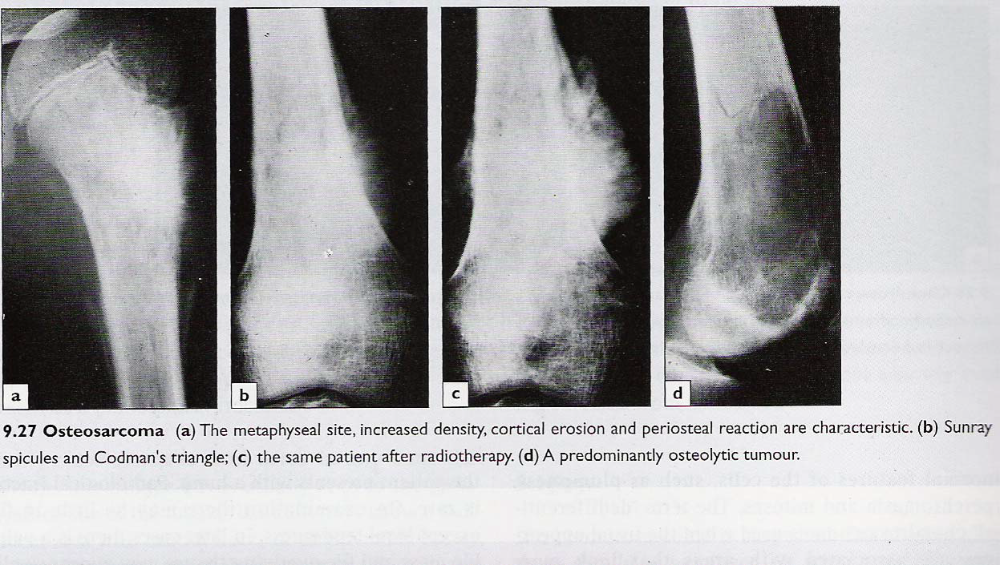 a
b
c
d
9.27 Osteosarcoma (a) The metaphyseal site, increased density, cortical erosion and periosteal reaction are characteristic. (b) Sunray
spicules and Codman's triangle; (c) the same patient after radiotherapy. (d) A predominantly osteolytic tumour.